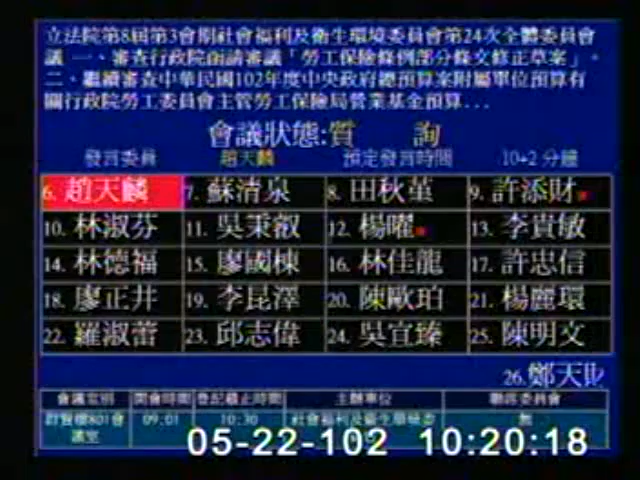 立法院第8屆第3會期社會福利及衛生環境委員會第24次全體委員會
議 一、審查行政院函請審議「勞工保險條例部分條文修正草案」。
二、繼續審查中華民國102年度中央政府總預算案附屬單位預算有
關行政院勞工委員會主管勞工保險局營業基金預算...
會議狀態:質 詢
發言委員 趙天麟 預定發言時間 10+2 分鐘
6. 趙天麟 7. 蘇清泉 8. 田秋堇 9. 許添財
10. 林淑芬 11. 吳秉叡 12. 楊曜 13. 李貴敏
14. 林德福 15. 廖國棟 16. 林佳龍 17. 許忠信
18. 廖正井 19. 李昆澤 20. 陳歐珀 21. 楊麗環
22. 羅淑蕾 23. 邱志偉 24. 吳宜臻 25. 陳明文
26.鄭天財
會議室別 開會時間 登記截止時間 主辦單位 聯席委員會
群賢樓801會 09:01 10:30 社會福利及衛生環境委 無
議室
05-22-102 10:20:18